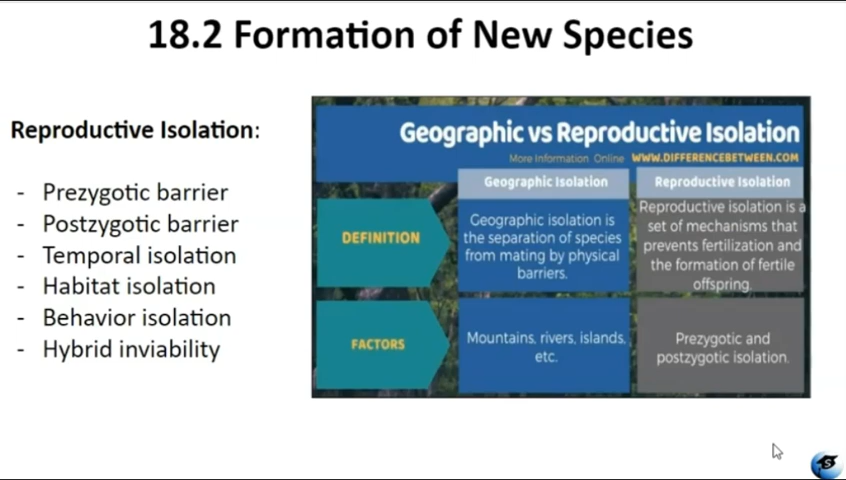 18.2 Formation of New Species
Reproductive Isolation:
- Prezygotic barrier
- Postzygotic barrier
- Temporal isolation
- Habitat isolation
- Behavior isolation
- Hybrid inviability
Geographic vs Reproductive Isolation
More Information Online WWW.DIFFERENCEBETWEEN.COM
Geographic Isolation
Reproductive Isolation
DEFINITION
Geographic isolation is
the separation of species
from mating by physical
barriers.
Reproductive isolation is a
set of mechanisms that
prevents fertilization and
the formation of fertile
offspring.
FACTORS
Mountains, rivers, islands,
etc.
Prezygotic and
postzygotic isolation.
S